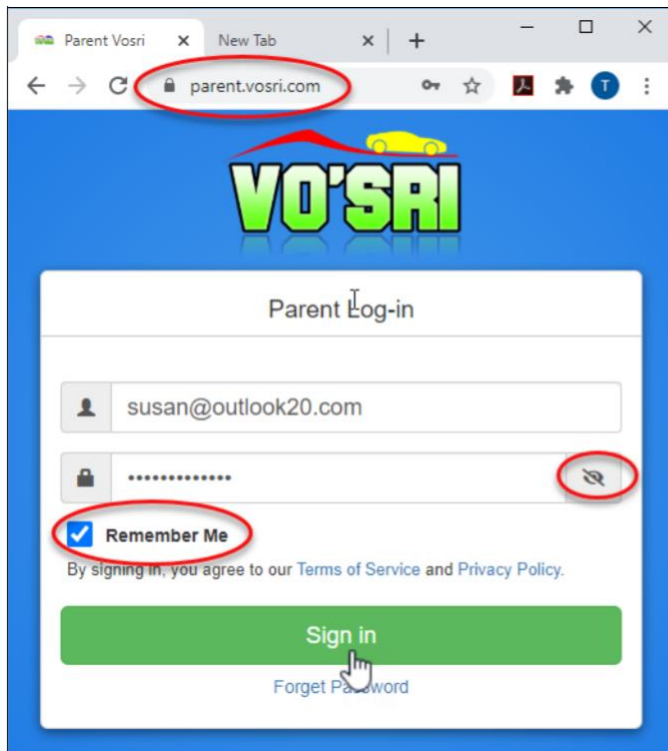 Parent Vosri
New Tab
parent.vosri.com
T
VO'SRI
Parent Log-in
susan@outlook20.com
Remember Me
By signing in, you agree to our Terms of Service and Privacy Policy.
Sign in
Forget Password